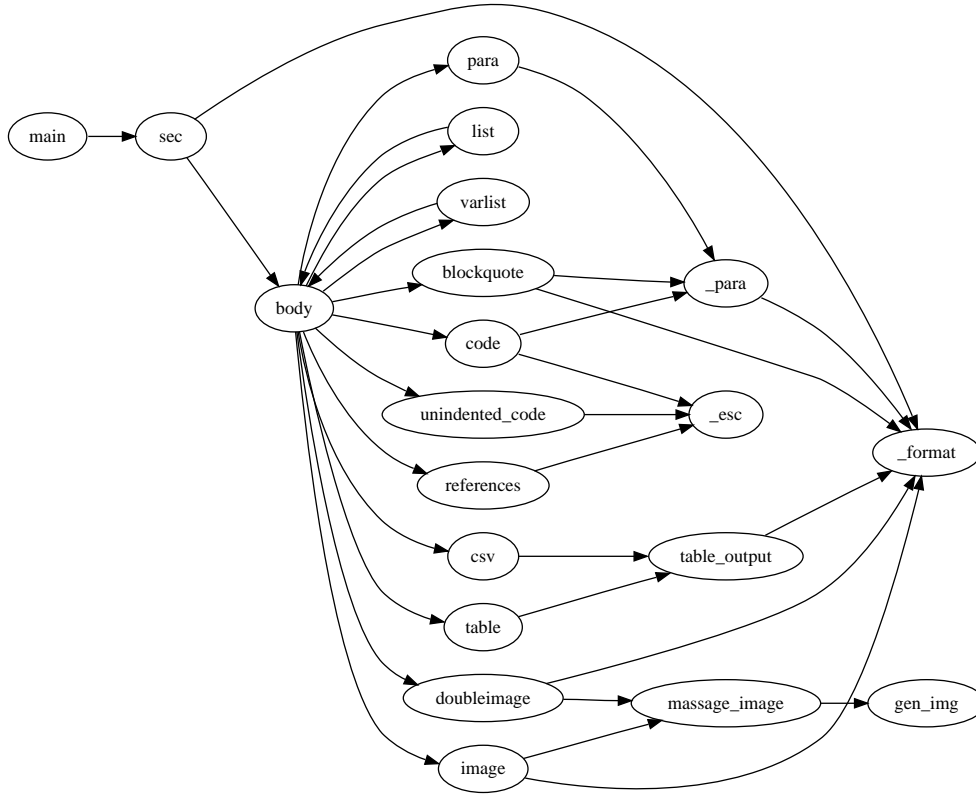 main
sec
body
para
list
varlist
blockquote
code
unindented_code
references
csv
table
doubleimage
image
_para
_esc
table_output
massage_image
_format
gen_img